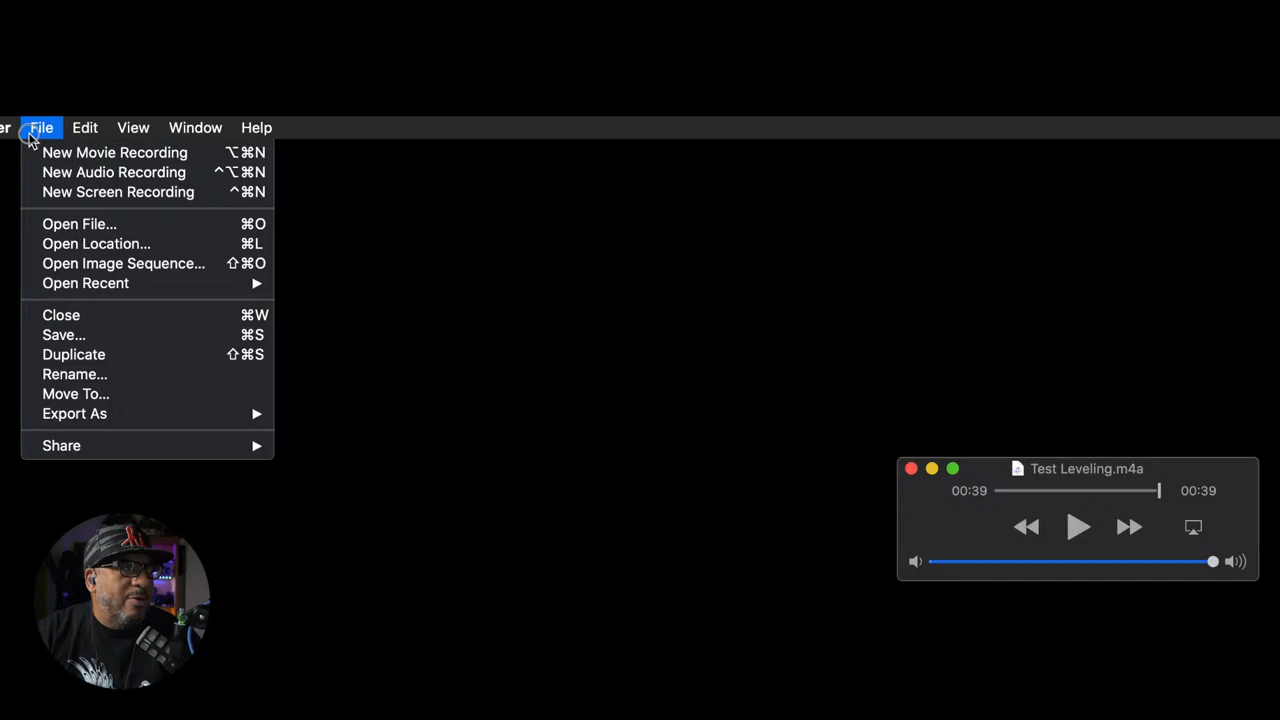 er File Edit View Window Help
New Movie Recording ⌥⌘N
New Audio Recording ^⌥⌘N
New Screen Recording ^⌘N
Open File... ⌘O
Open Location... ⌘L
Open Image Sequence... ⇧⌘O
Open Recent ▶
Close ⌘W
Save... ⌘S
Duplicate ⇧⌘S
Rename...
Move To...
Export As ▶
Share ▶
Test Leveling.m4a
00:39 00:39